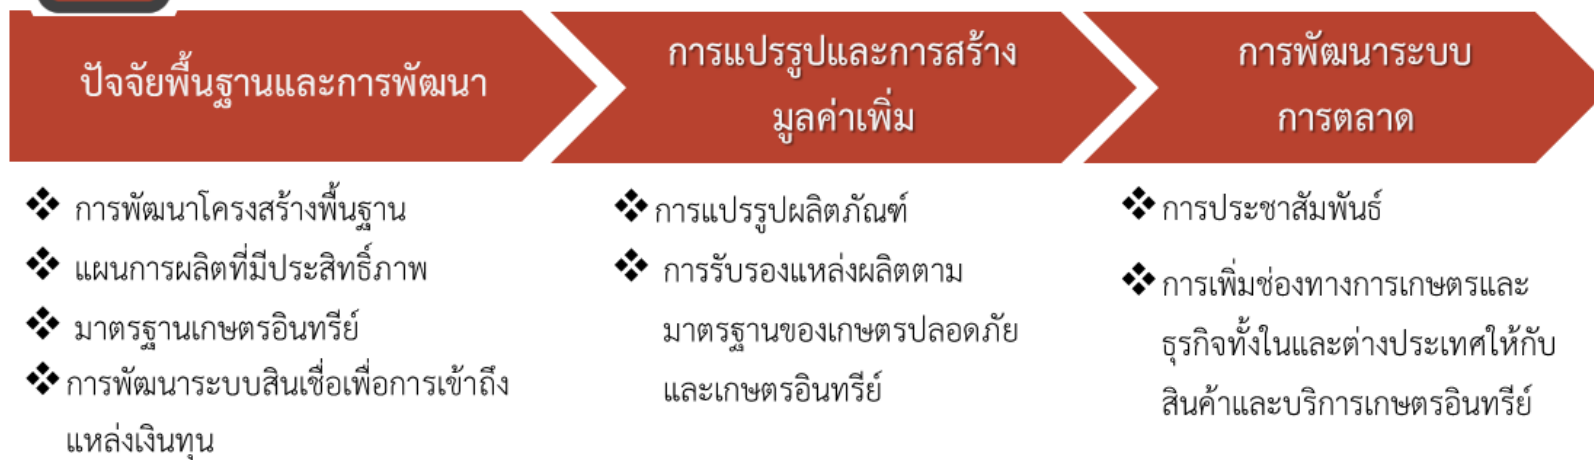 ปัจจัยพื้นฐานและการพัฒนา
❖ การพัฒนาโครงสร้างพื้นฐาน
❖ แผนการผลิตที่มีประสิทธิ์ภาพ
❖ มาตรฐานเกษตรอินทรีย์
❖ การพัฒนาระบบสินเชื่อเพื่อการเข้าถึง
แหล่งเงินทุน
การแปรรูปและการสร้าง
มูลค่าเพิ่ม
❖ การแปรรูปผลิตภัณฑ์
❖ การรับรองแหล่งผลิตตาม
มาตรฐานของเกษตรปลอดภัย
และเกษตรอินทรีย์
การพัฒนาระบบ
การตลาด
❖ การประชาสัมพันธ์
❖ การเพิ่มช่องทางการเกษตรและ
ธุรกิจทั้งในและต่างประเทศให้กับ
สินค้าและบริการเกษตรอินทรีย์